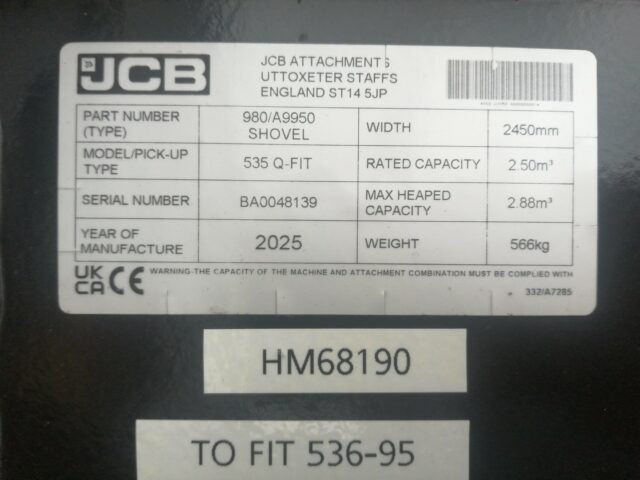 JCB
JCB ATTACHMENTS
UTTOXETER STAFFS
ENGLAND ST14 5JP
PART NUMBER (TYPE) 980/A9950 SHOVEL WIDTH 2450mm
MODEL/PICK-UP TYPE 535 Q-FIT RATED CAPACITY 2.50m³
SERIAL NUMBER BA0048139 MAX HEAPED CAPACITY 2.88m³
YEAR OF MANUFACTURE 2025 WEIGHT 566kg
UK CA CE WARNING-THE CAPACITY OF THE MACHINE AND ATTACHMENT COMBINATION MUST BE COMPLIED WITH
332/A7285
HM68190
TO FIT 536-95